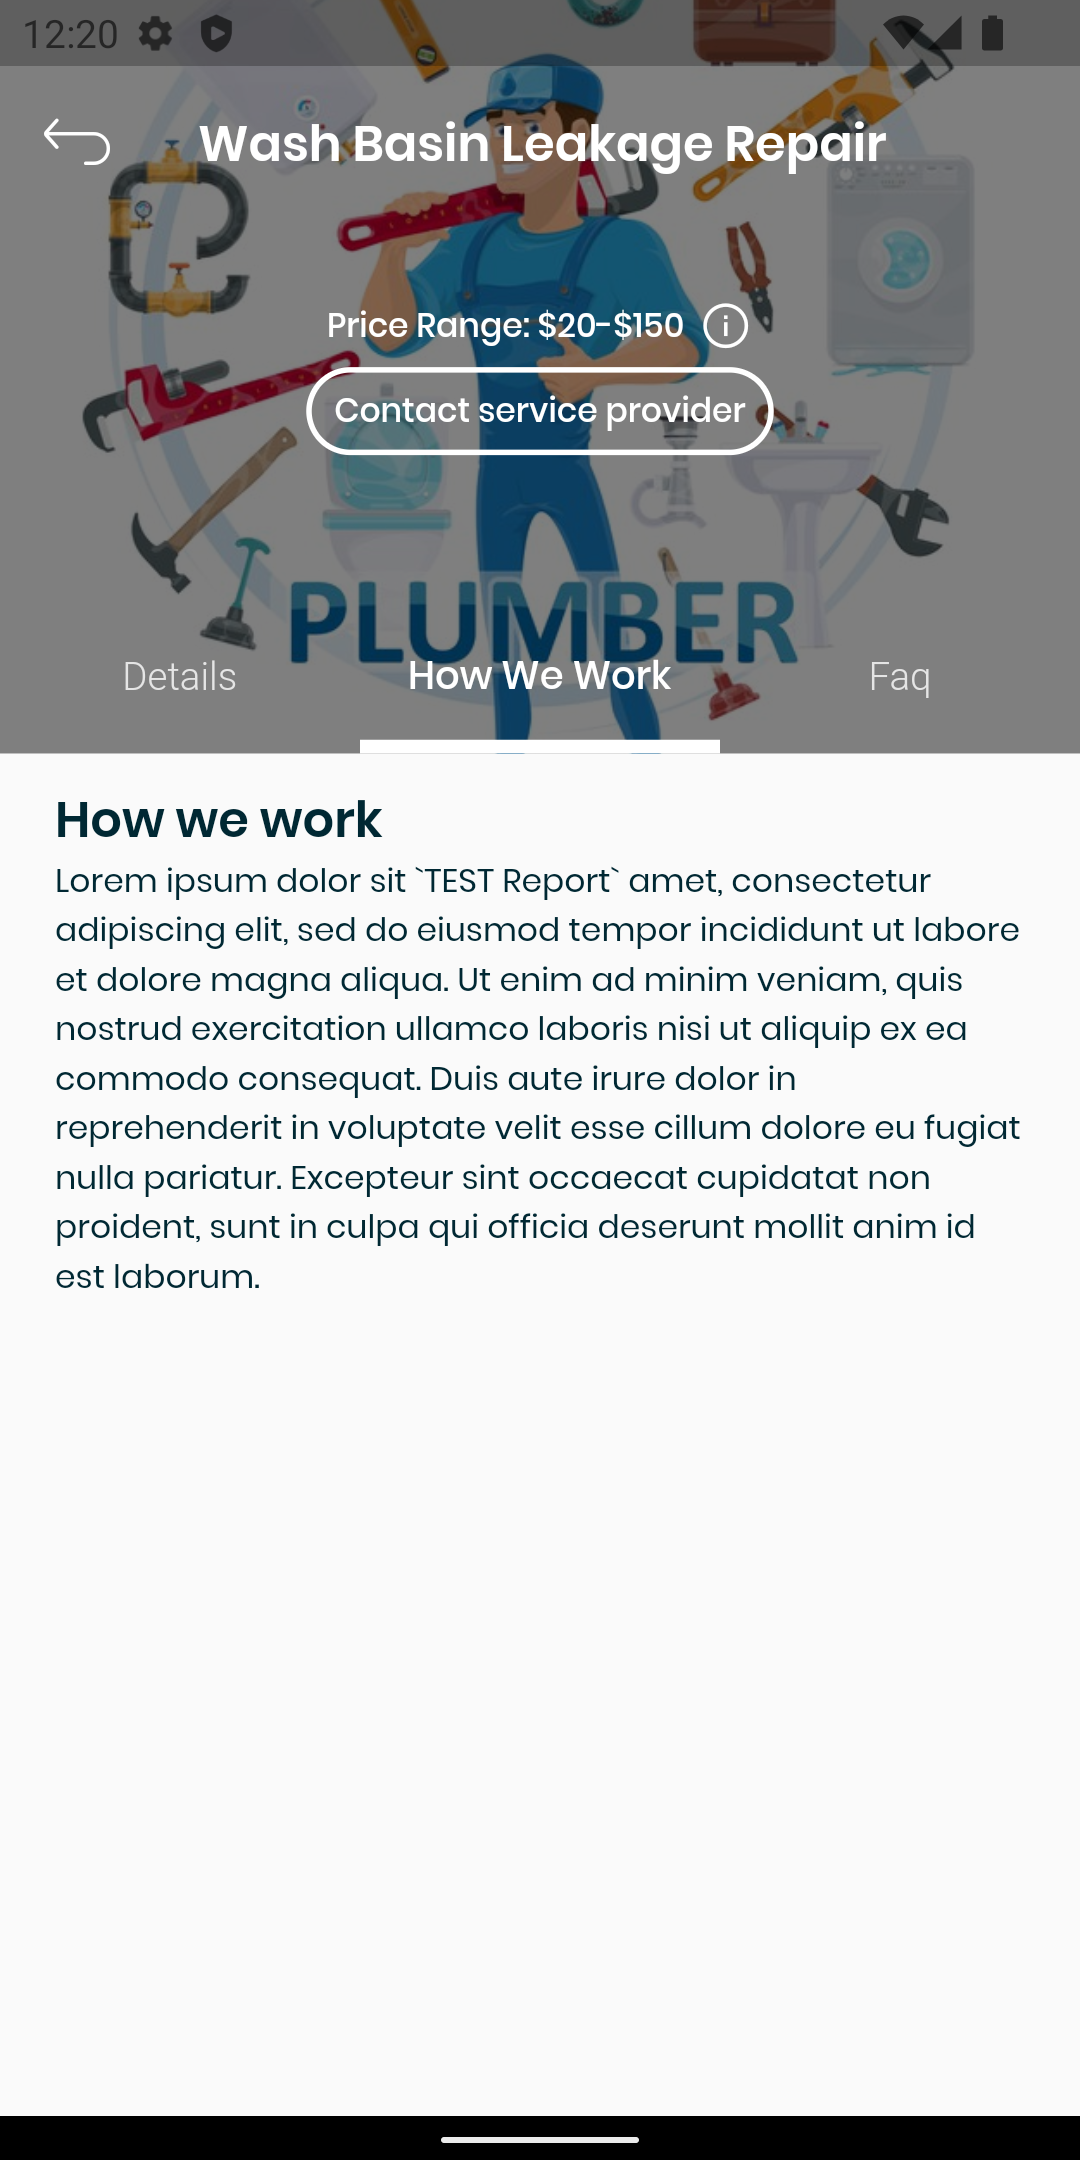 12:20
Wash Basin Leakage Repair
Price Range: $20-$150
Contact service provider
PLUMBER
Details
How We Work
Faq
How we work
Lorem ipsum dolor sit `TEST Report` amet, consectetur
adipiscing elit, sed do eiusmod tempor incididunt ut labore
et dolore magna aliqua. Ut enim ad minim veniam, quis
nostrud exercitation ullamco laboris nisi ut aliquip ex ea
commodo consequat. Duis aute irure dolor in
reprehenderit in voluptate velit esse cillum dolore eu fugiat
nulla pariatur. Excepteur sint occaecat cupidatat non
proident, sunt in culpa qui officia deserunt mollit anim id
est laborum.